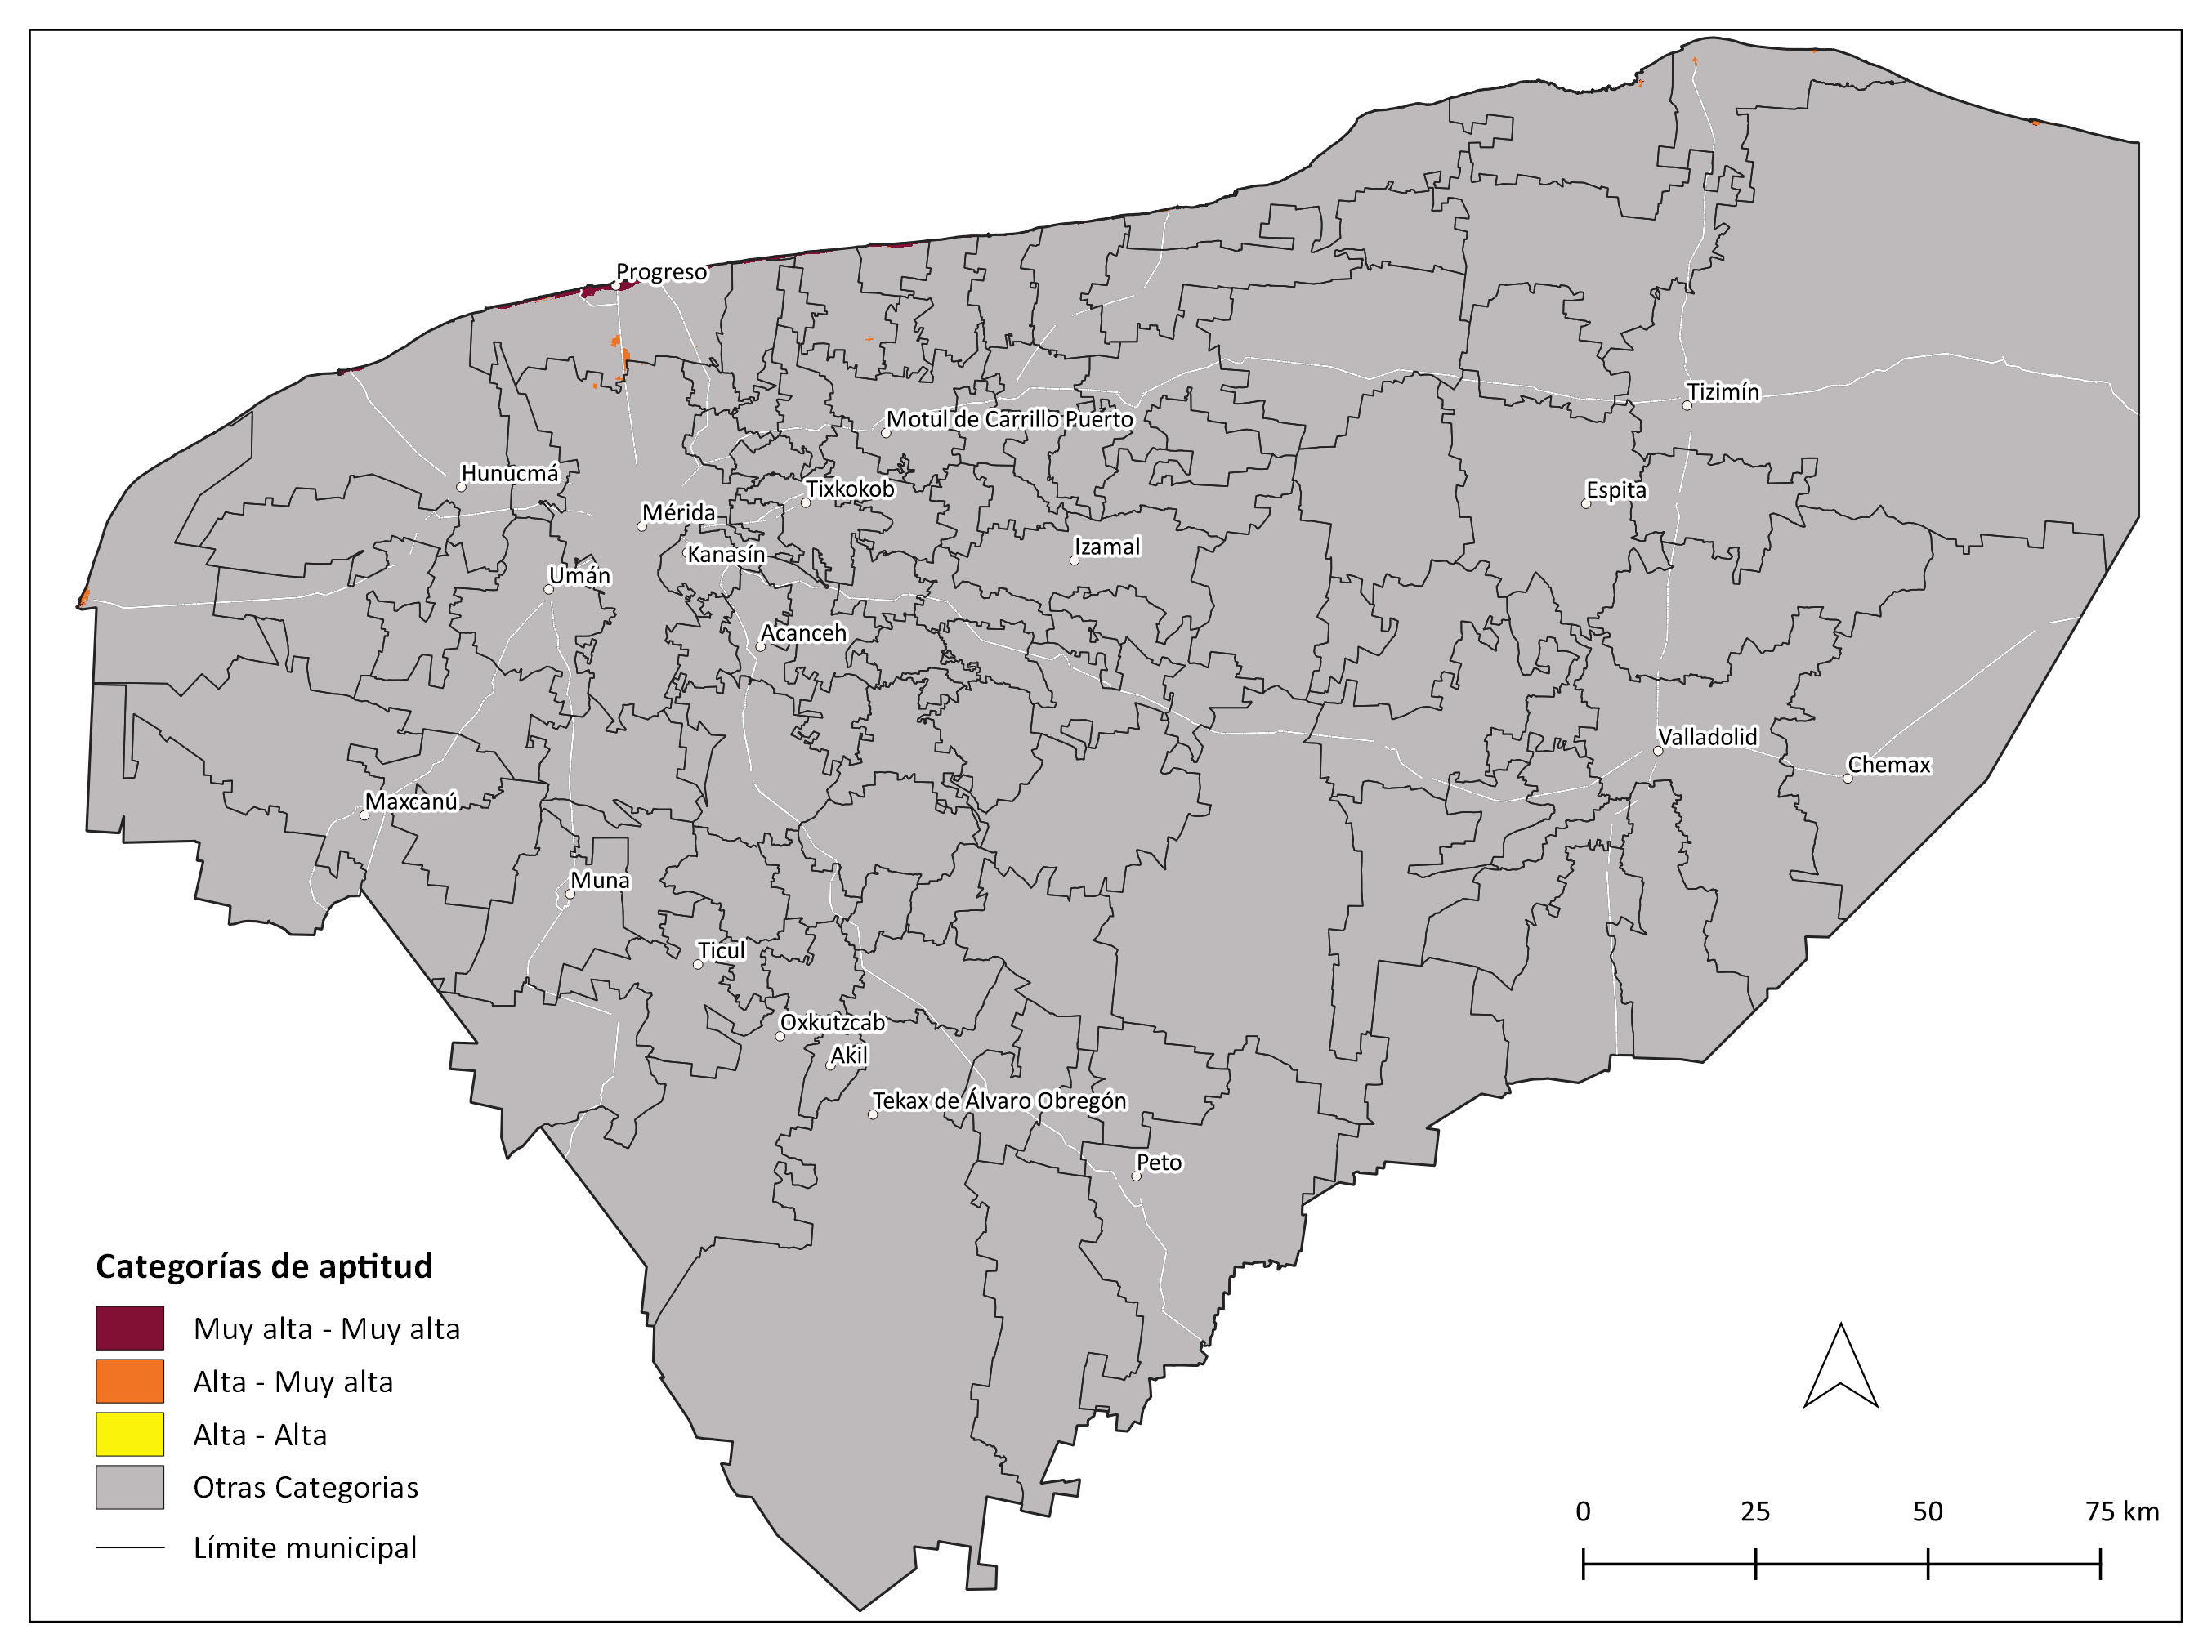 Progreso
Tizimín
Motul de Carrillo Puerto
Hunucmá
Tixkokob
Espita
Mérida
Izamal
Kanasín
Umán
Acanceh
Valladolid
Chemax
Maxcanú
Muna
Ticul
Oxkutzcab
Akil
Tekax de Álvaro Obregón
Peto
Categorías de aptitud
Muy alta - Muy alta
Alta - Muy alta
Alta - Alta
Otras Categorias
Límite municipal
0 25 50 75 km